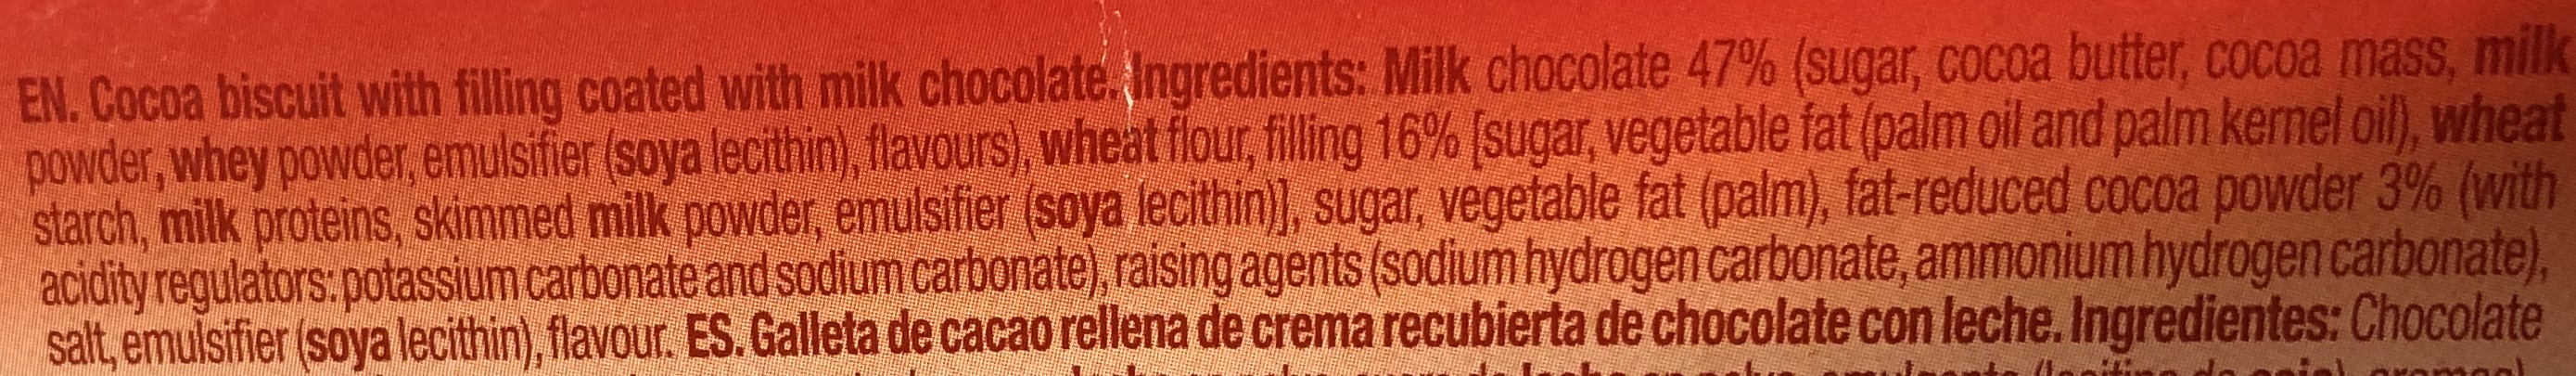 EN. Cocoa biscuit with filling coated with milk chocolate. Ingredients: Milk chocolate 47% (sugar, cocoa butter, cocoa mass, milk
powder, whey powder, emulsifier (soya lecithin), flavours), wheat flour, filling 16% [sugar, vegetable fat (palm oil and palm kernel oil), wheat
starch, milk proteins, skimmed milk powder, emulsifier (soya lecithin)], sugar, vegetable fat (palm), fat-reduced cocoa powder 3% (with
acidity regulators: potassium carbonate and sodium carbonate), raising agents (sodium hydrogen carbonate, ammonium hydrogen carbonate),
salt, emulsifier (soya lecithin), flavour. ES. Galleta de cacao rellena de crema recubierta de chocolate con leche. Ingredientes: Chocolate